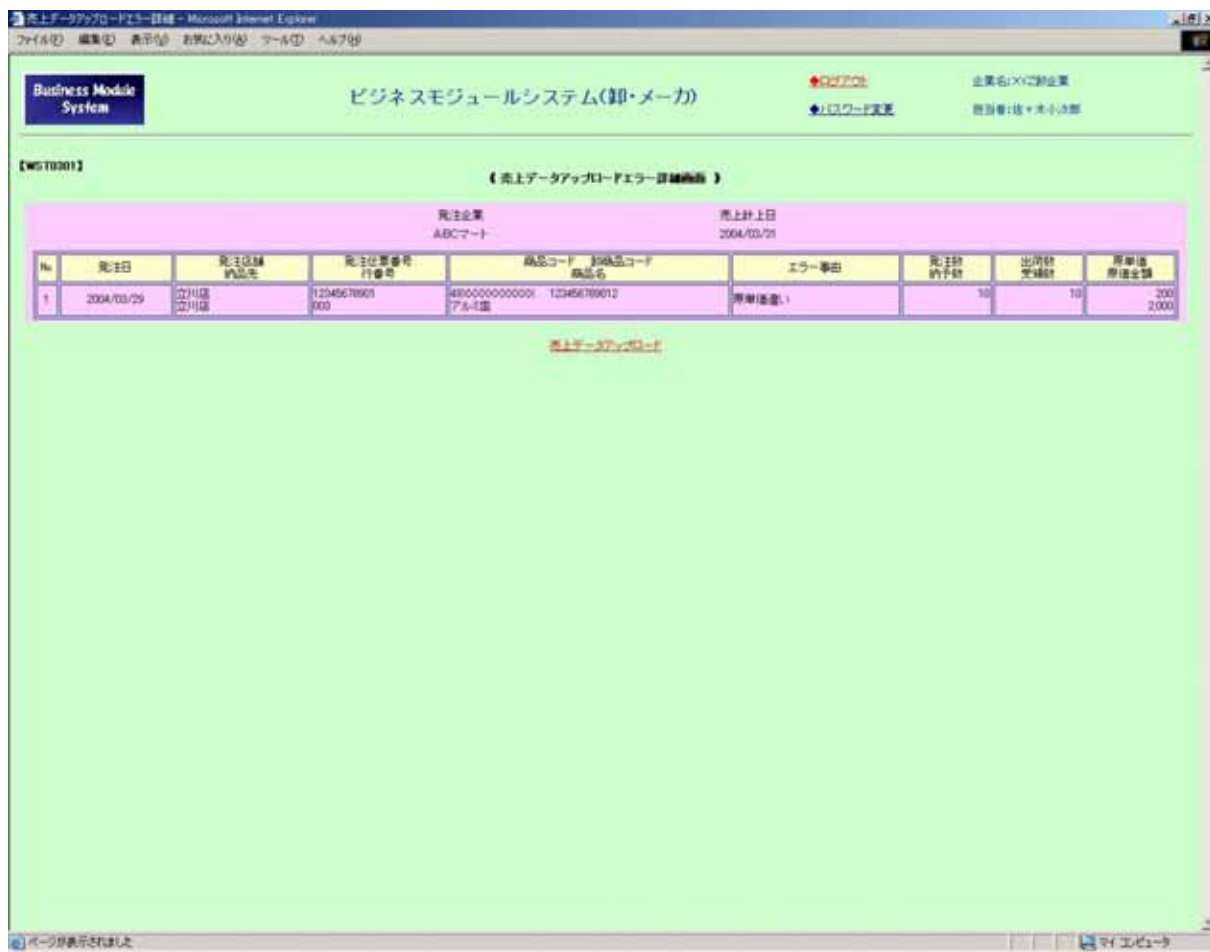 売上データアップロードエラー詳細 - Microsoft Internet Explorer
ファイル(F) 編集(E) 表示(V) お気に入り(A) ツール(T) ヘルプ(H)
Business Module
System
ビジネスモジュールシステム(卸・メーカ)
◆ログアウト
企業名:XYZ卸企業
◆パスワード変更
担当者:佐々木小次郎
【WST0301】
《 売上データアップロードエラー詳細画面 》
発注企業 売上計上日
ABCマート 2004/03/31
No 発注日 発注店舗 発注伝票番号 商品コード 卸商品コード エラー事由 発注数 出荷数 原単価
納品先 行番号 商品名 納予数 受領数 原価金額
1 2004/03/29 立川店 12345678901 123456789012 原単価違い 10 10 200
立川店 000 アルミ皿 2,000
売上データアップロード
ページが表示されました
マイ コンピュータ